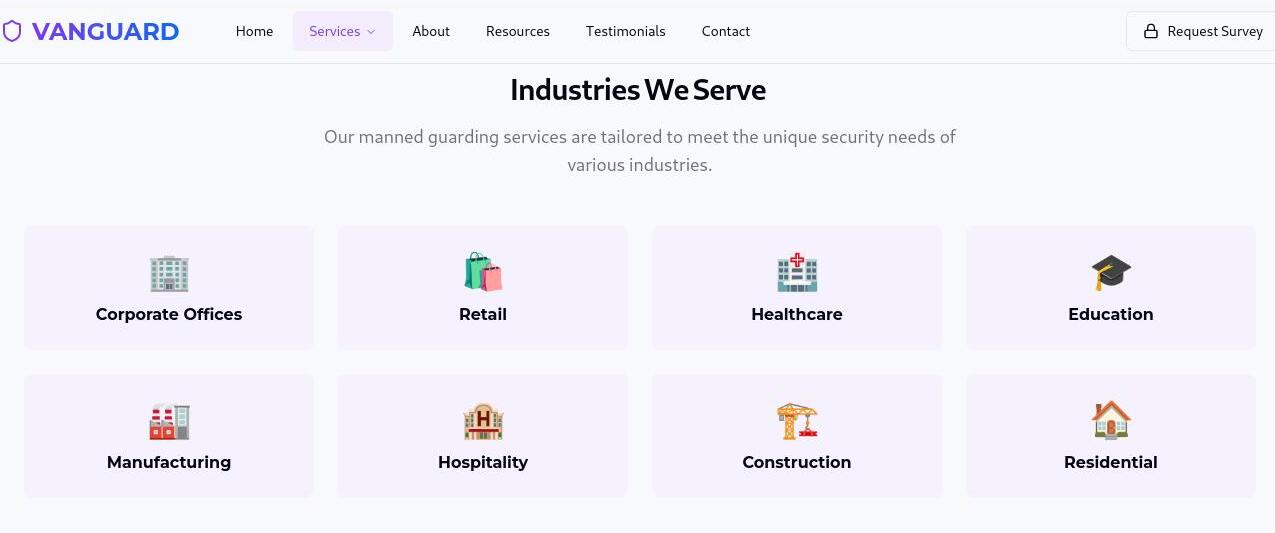 VANGUARD
Home
Services
About
Resources
Testimonials
Contact
Request Survey
Industries We Serve
Our manned guarding services are tailored to meet the unique security needs of
various industries.
Corporate Offices
Retail
Healthcare
Education
Manufacturing
H
Hospitality
Construction
Residential